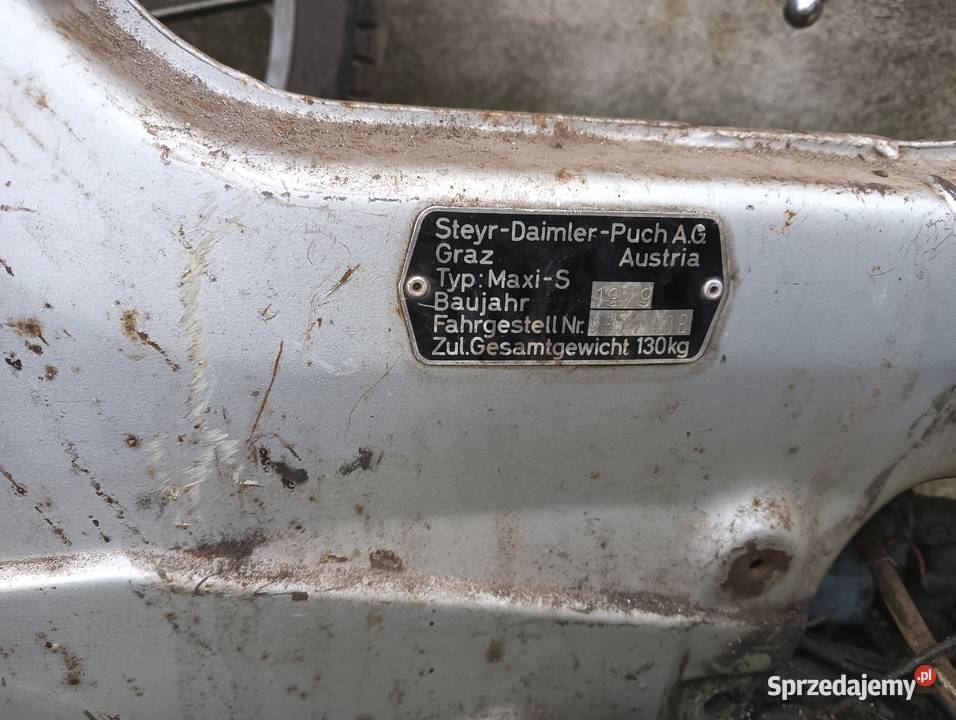 Steyr-Daimler-Puch A.G.
Graz Austria
Typ: Maxi-S
Baujahr 1979
Fahrgestell Nr.
Zul.Gesamtgewicht 130kg
Sprzedajemy.pl